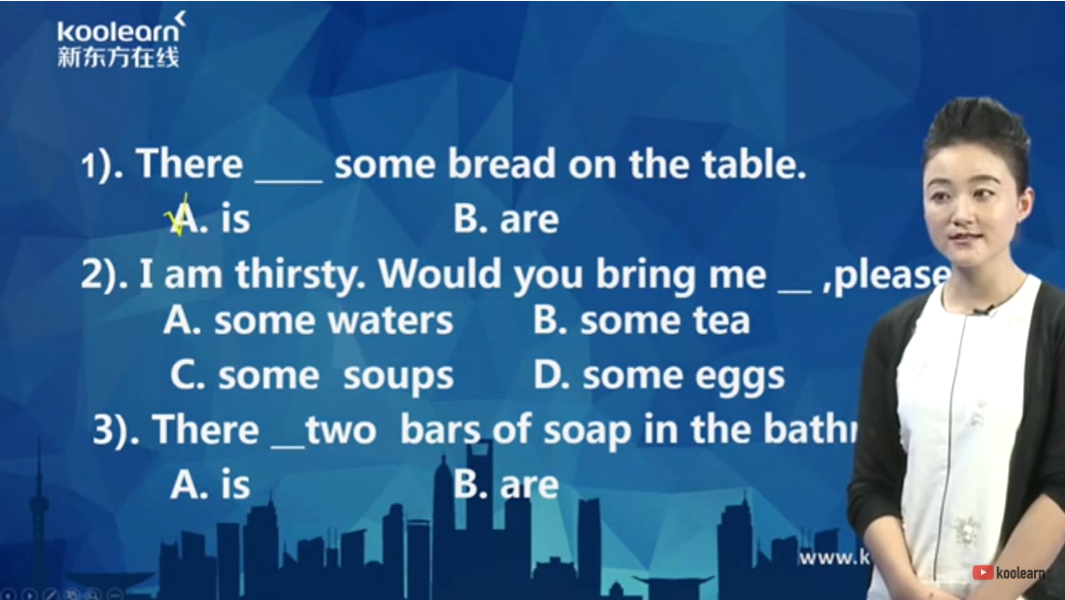 koolearn
新东方在线
1). There ____ some bread on the table.
A. is B. are
2). I am thirsty. Would you bring me __ ,please
A. some waters B. some tea
C. some soups D. some eggs
3). There __two bars of soap in the
A. is B. are
www.k
koolearn